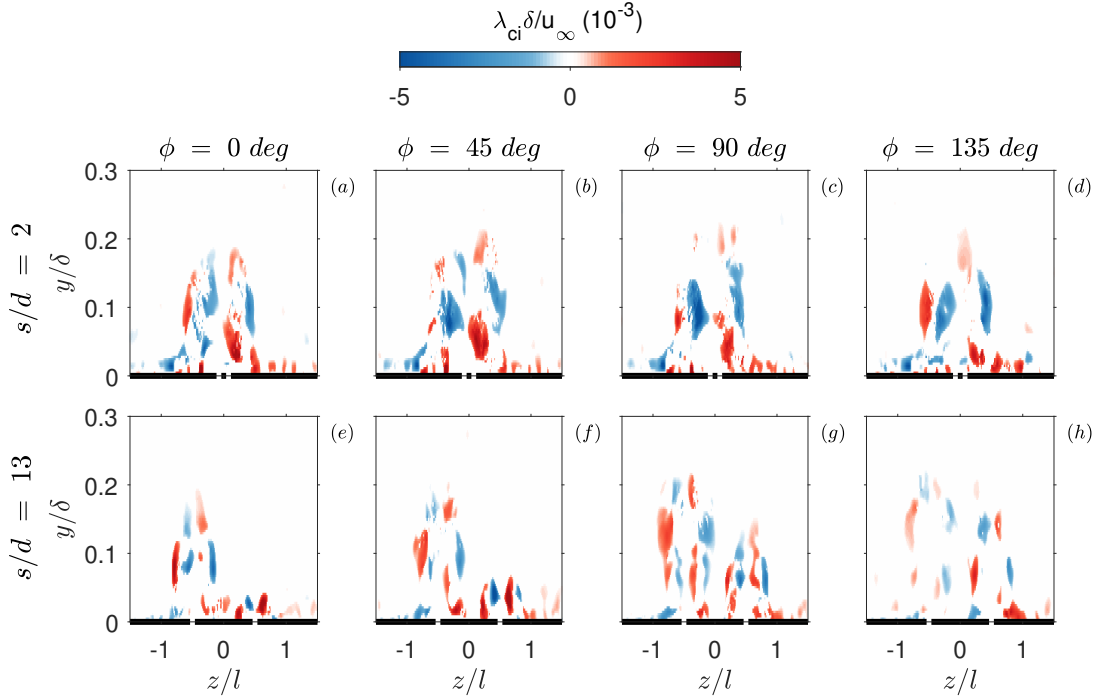 λ_ci δ/u_∞ (10^-3)
-5 0 5
ϕ = 0 deg ϕ = 45 deg ϕ = 90 deg ϕ = 135 deg
s/d = 2
y/δ
0.3
0.2
0.1
0
(a) (b) (c) (d)
s/d = 13
y/δ
0.3
0.2
0.1
0
(e) (f) (g) (h)
-1 0 1 -1 0 1 -1 0 1 -1 0 1
z/l z/l z/l z/l